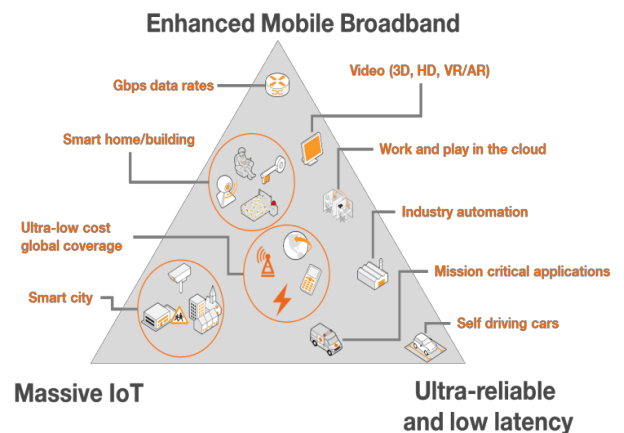 Enhanced Mobile Broadband
Video (3D, HD, VR/AR)
Gbps data rates
Smart home/building
Work and play in the cloud
Industry automation
Ultra-low cost
global coverage
Mission critical applications
Smart city
Self driving cars
Massive IoT
Ultra-reliable
and low latency